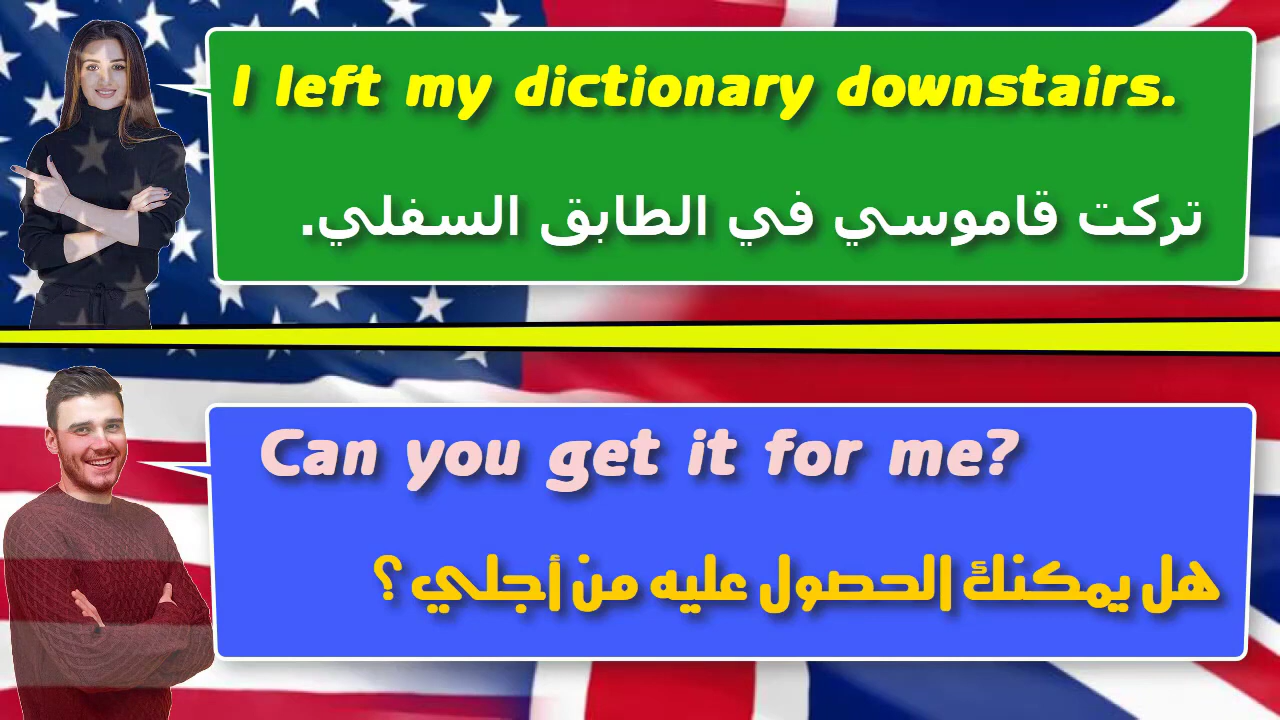 I left my dictionary downstairs.
تركت قاموسي في الطابق السفلي.
Can you get it for me?
هل يمكنك الحصول عليه من أجلي؟